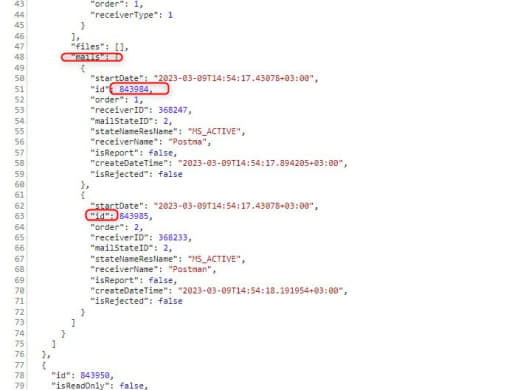 43 "order": 1,
44 "receiverType": 1
45 }
46 ],
47 "files": [],
48 "mails": [
49 {
50 "startDate": "2023-03-09T14:54:17.43078+03:00",
51 "id": 843984,
52 "order": 1,
53 "receiverID": 368247,
54 "mailStateID": 2,
55 "stateNameResName": "MS_ACTIVE",
56 "receiverName": "Postma",
57 "isReport": false,
58 "createDateTime": "2023-03-09T14:54:17.894205+03:00",
59 "isRejected": false
60 },
61 {
62 "startDate": "2023-03-09T14:54:17.43078+03:00",
63 "id": 843985,
64 "order": 2,
65 "receiverID": 368233,
66 "mailStateID": 2,
67 "stateNameResName": "MS_ACTIVE",
68 "receiverName": "Postman",
69 "isReport": false,
70 "createDateTime": "2023-03-09T14:54:18.191954+03:00",
71 "isRejected": false
72 }
73 ]
74 }
75 ]
76 },
77 {
78 "id": 843950,
79 "isReadOnly": false,